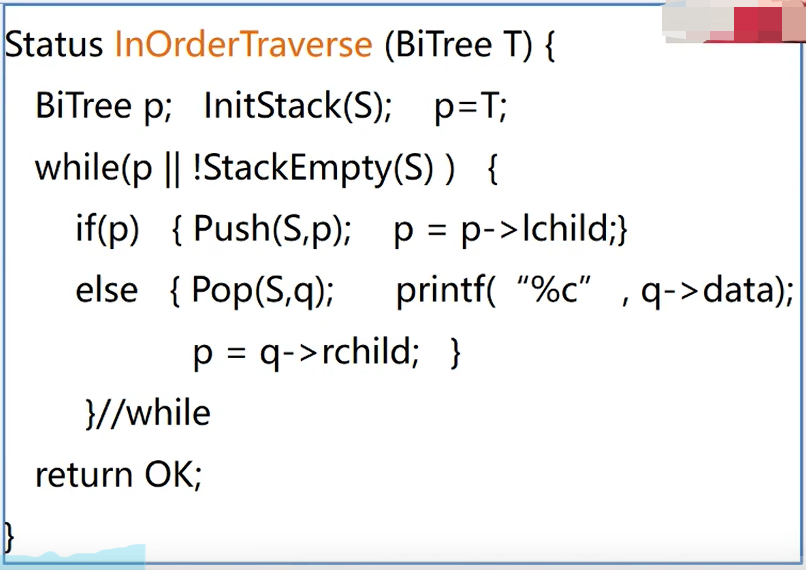 Status InOrderTraverse (BiTree T) {
BiTree p; InitStack(S); p=T;
while(p || !StackEmpty(S) ) {
if(p) { Push(S,p); p = p->lchild;}
else { Pop(S,q); printf( “%c” , q->data);
p = q->rchild; }
}//while
return OK;
}